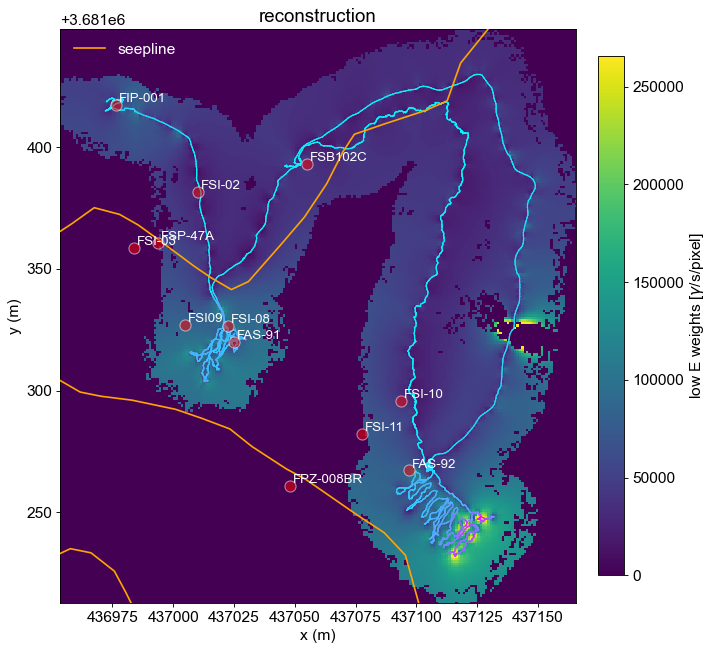 reconstruction
+3.681e6
seepline
FIP-001
FSB102C
FSI-02
FSP-47A
FSI-03
FSI09
FSI-08
FAS-91
FSI-10
FSI-11
FAS-92
FPZ-008BR
400
350
300
250
y (m)
436975 437000 437025 437050 437075 437100 437125 437150
x (m)
250000
200000
150000
100000
50000
0
low E weights [γ/s/pixel]